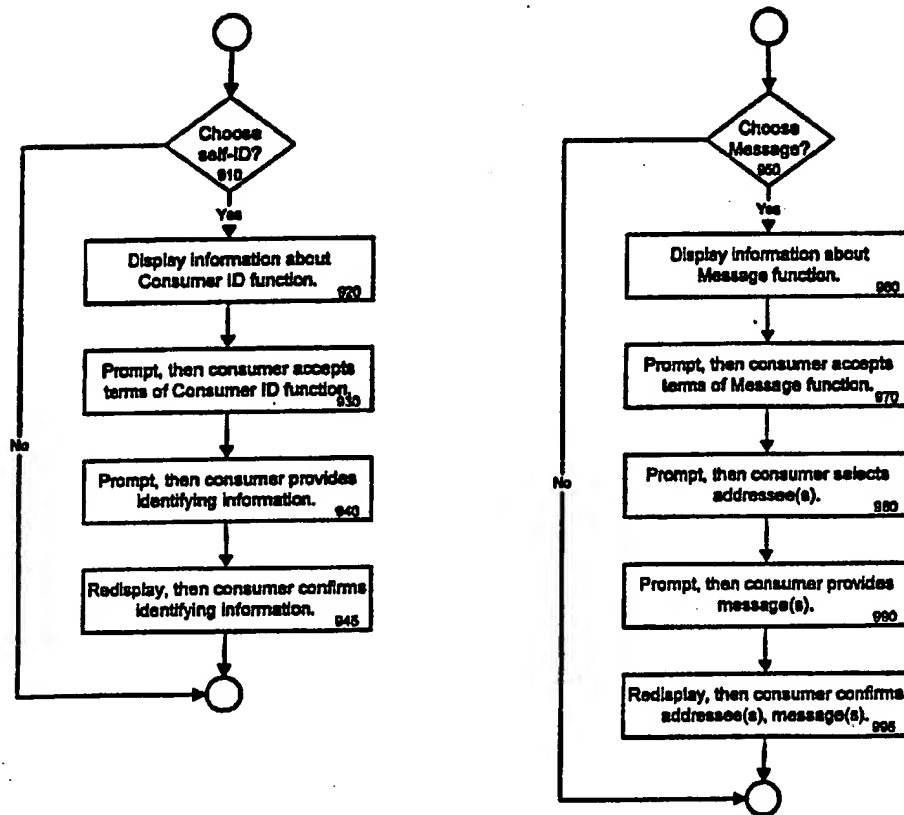 Choose
self-ID?
910
Yes
Display information about
Consumer ID function.
920
Prompt, then consumer accepts
terms of Consumer ID function.
930
No
Prompt, then consumer provides
identifying information.
940
Redisplay, then consumer confirms
identifying information.
945
Choose
Message?
950
Yes
Display information about
Message function.
960
Prompt, then consumer accepts
terms of Message function.
970
No
Prompt, then consumer selects
addressee(s).
980
Prompt, then consumer provides
message(s).
990
Redisplay, then consumer confirms
addressee(s), message(s).
995